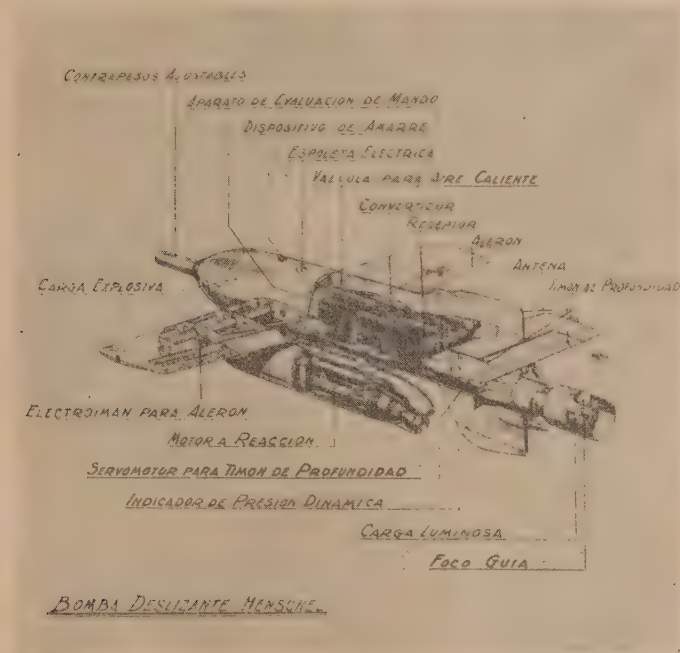 CONTRAPESOS AJUSTABLES
APARATO DE EVALUACION DE MANDO
DISPOSITIVO DE AMARRE
ESPOLETA ELECTRICA
VALVULA PARA AIRE CALIENTE
CONVERTIDOR
RECEPTOR
ALERON
ANTENA
TIMON DE PROFUNDIDAD
CARGA EXPLOSIVA
ELECTROIMAN PARA ALERON
MOTOR A REACCION
SERVOMOTOR PARA TIMON DE PROFUNDIDAD
INDICADOR DE PRESION DINAMICA
CARGA LUMINOSA
FOCO GUIA
BOMBA DESLIZANTE HENSCHE